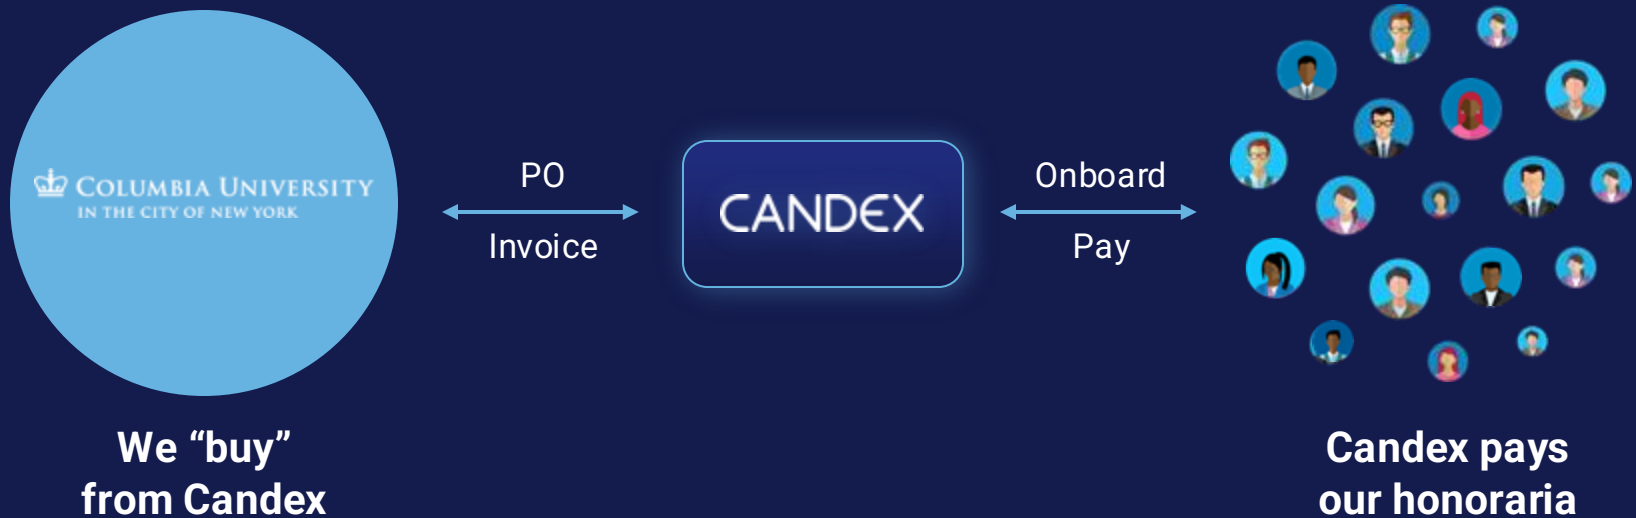 COLUMBIA UNIVERSITY
IN THE CITY OF NEW YORK
We “buy”
from Candex
PO
Invoice
CANDEX
Onboard
Pay
Candex pays
our honoraria